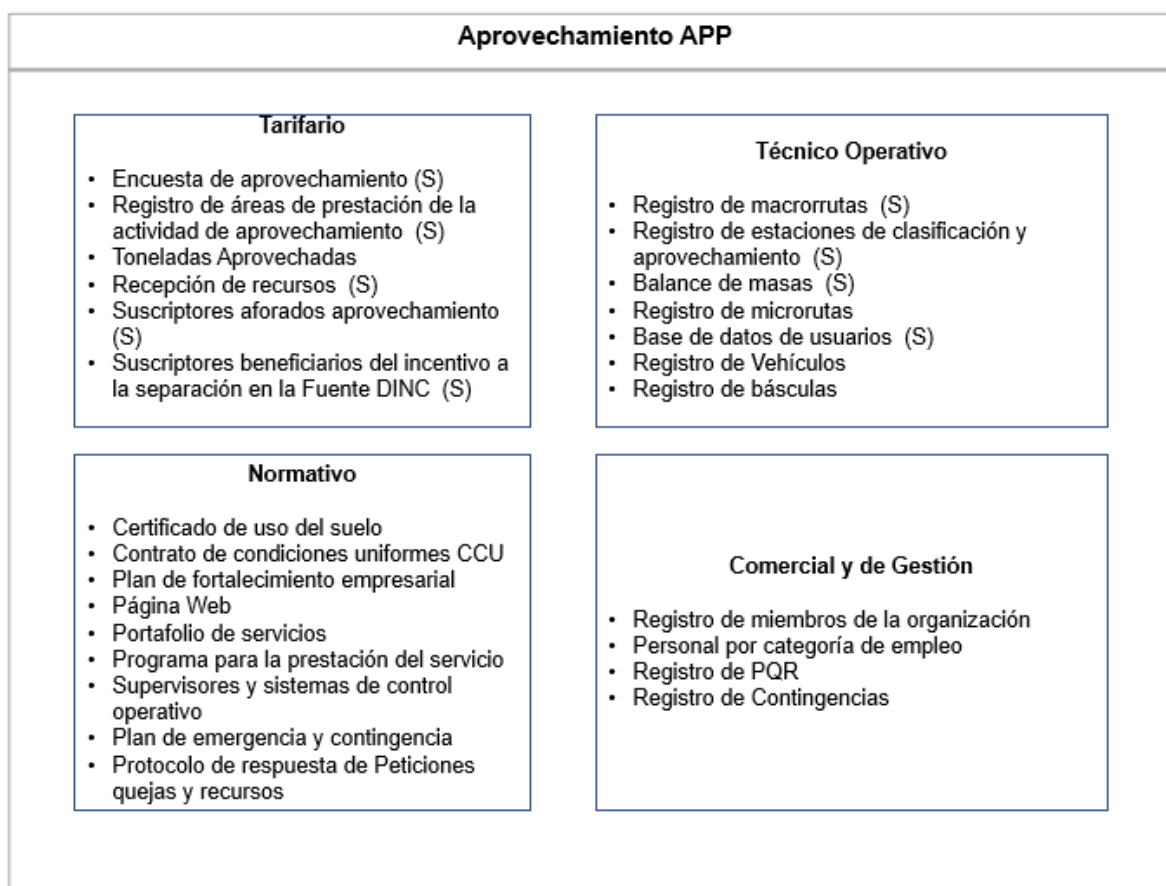 Aprovechamiento APP
Tarifario
• Encuesta de aprovechamiento (S)
• Registro de áreas de prestación de la
actividad de aprovechamiento (S)
• Toneladas Aprovechadas
• Recepción de recursos (S)
• Suscriptores aforados aprovechamiento
(S)
• Suscriptores beneficiarios del incentivo a
la separación en la Fuente DINC (S)
Técnico Operativo
• Registro de macrorrutas (S)
• Registro de estaciones de clasificación y
aprovechamiento (S)
• Balance de masas (S)
• Registro de microrutas
• Base de datos de usuarios (S)
• Registro de Vehículos
• Registro de básculas
Normativo
• Certificado de uso del suelo
• Contrato de condiciones uniformes CCU
• Plan de fortalecimiento empresarial
• Página Web
• Portafolio de servicios
• Programa para la prestación del servicio
• Supervisores y sistemas de control
operativo
• Plan de emergencia y contingencia
• Protocolo de respuesta de Peticiones
quejas y recursos
Comercial y de Gestión
• Registro de miembros de la organización
• Personal por categoría de empleo
• Registro de PQR
• Registro de Contingencias